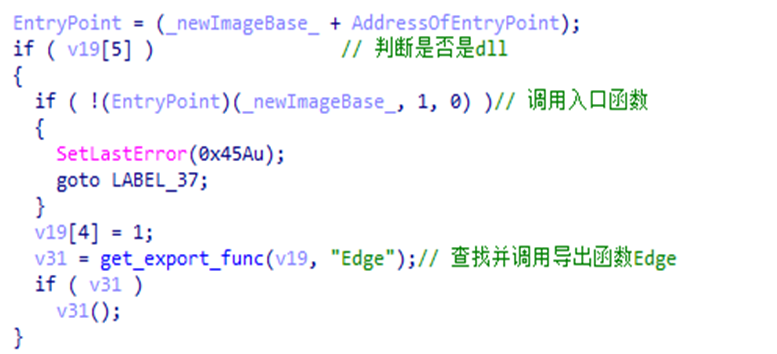 EntryPoint = (_newImageBase_ + AddressOfEntryPoint);
if ( v19[5] ) // 判断是否是dll
{
if ( !(EntryPoint)(_newImageBase_, 1, 0) )// 调用入口函数
{
SetLastError(0x45Au);
goto LABEL_37;
}
v19[4] = 1;
v31 = get_export_func(v19, "Edge");// 查找并调用导出函数Edge
if ( v31 )
v31();
}